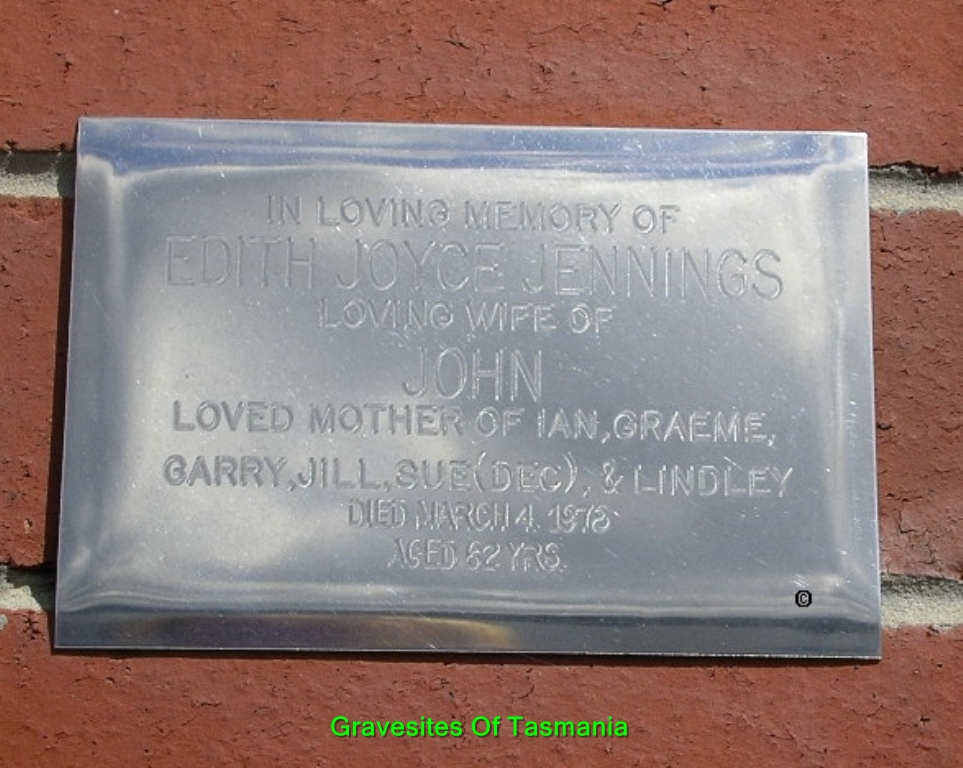 IN LOVING MEMORY OF
EDITH JOYCE JENNINGS
LOVING WIFE OF
JOHN
LOVED MOTHER OF IAN, GRAEME,
GARRY, JILL, SUE (DEC), & LINDLEY
DIED MARCH 4. 1978
AGED 62 YRS.
©
Gravesites Of Tasmania